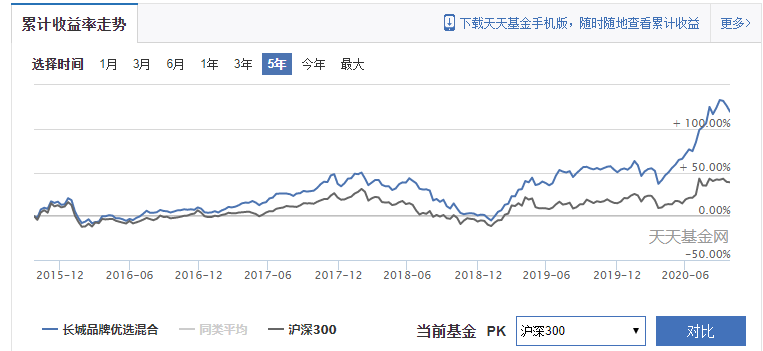 累计收益率走势
下载天天基金手机版，随时随地查看累计收益
更多>
选择时间 1月 3月 6月 1年 3年 5年 今年 最大
+ 100.00%
+ 50.00%
0.00%
天天基金网
-50.00%
2015-12 2016-06 2016-12 2017-06 2017-12 2018-06 2018-12 2019-06 2019-12 2020-06
长城品牌优选混合 同类平均 沪深300 当前基金 PK 沪深300 对比